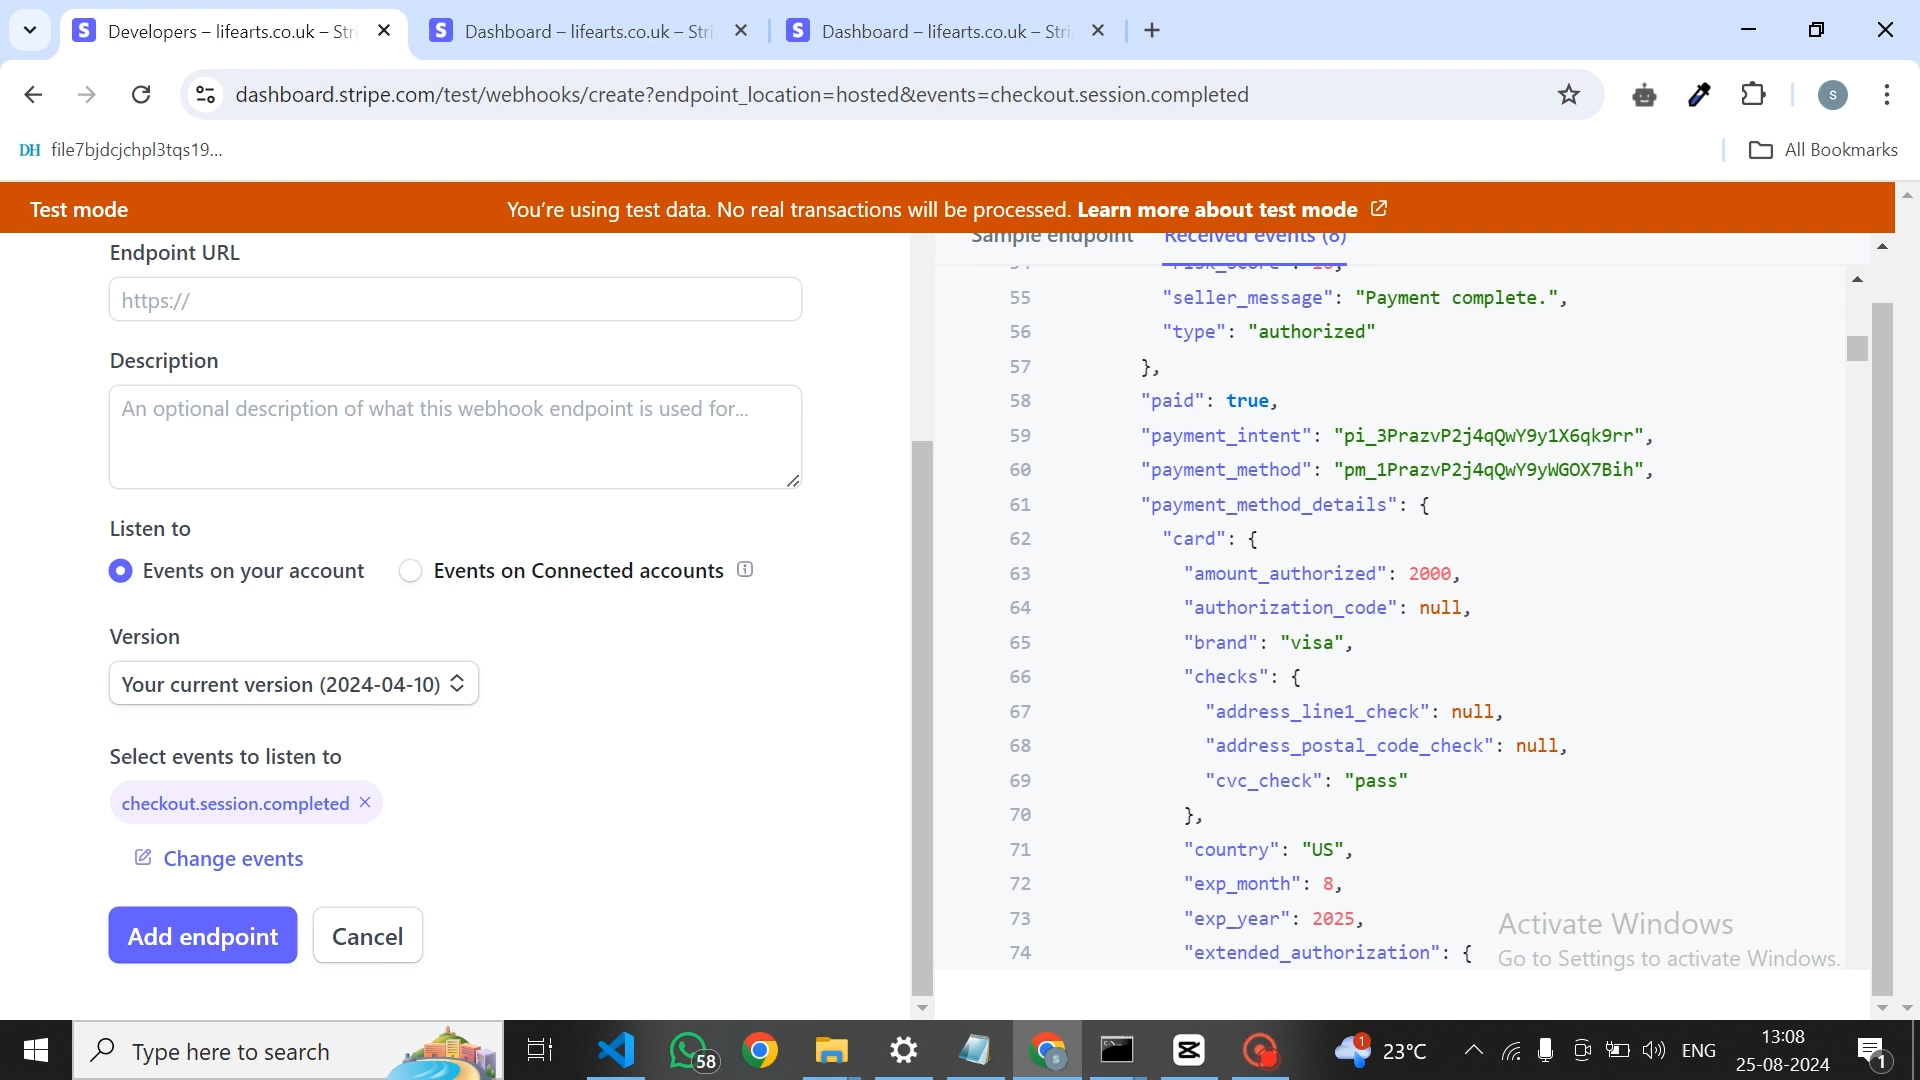 Developers – lifearts.co.uk – Stri
Dashboard – lifearts.co.uk – Stri
Dashboard – lifearts.co.uk – Stri
dashboard.stripe.com/test/webhooks/create?endpoint_location=hosted&events=checkout.session.completed
S
DH file7bjdcjchpl3tqs19...
All Bookmarks
Test mode
You're using test data. No real transactions will be processed. Learn more about test mode
Endpoint URL
https://
Description
An optional description of what this webhook endpoint is used for...
Listen to
Events on your account
Events on Connected accounts
Version
Your current version (2024-04-10)
Select events to listen to
checkout.session.completed ×
Change events
Add endpoint
Cancel
Sample endpoint
Received events (8)
55 "seller_message": "Payment complete.",
56 "type": "authorized"
57 },
58 "paid": true,
59 "payment_intent": "pi_3PrazvP2j4qQwY9y1X6qk9rr",
60 "payment_method": "pm_1PrazvP2j4qQwY9yWGOX7Bih",
61 "payment_method_details": {
62 "card": {
63 "amount_authorized": 2000,
64 "authorization_code": null,
65 "brand": "visa",
66 "checks": {
67 "address_line1_check": null,
68 "address_postal_code_check": null,
69 "cvc_check": "pass"
70 },
71 "country": "US",
72 "exp_month": 8,
73 "exp_year": 2025,
74 "extended_authorization": {
Activate Windows
Go to Settings to activate Windows.
Type here to search
58
1
23°C
ENG
13:08
25-08-2024
1